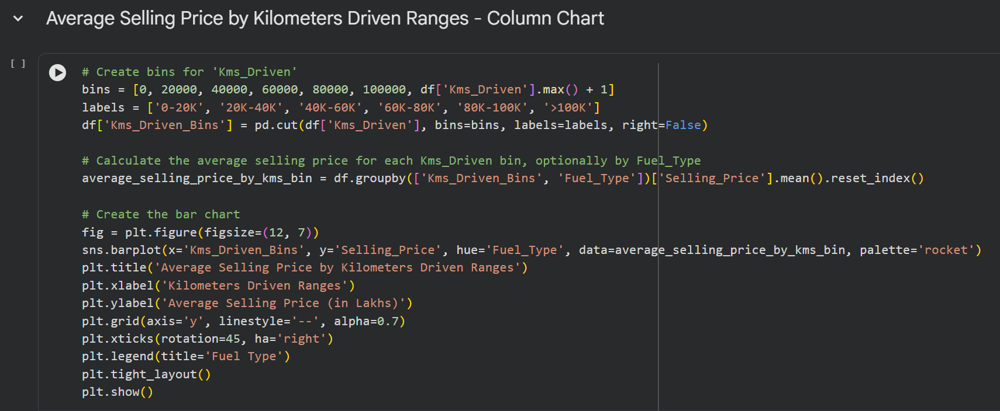 Average Selling Price by Kilometers Driven Ranges - Column Chart
[ ]
# Create bins for 'Kms_Driven'
bins = [0, 20000, 40000, 60000, 80000, 100000, df['Kms_Driven'].max() + 1]
labels = ['0-20K', '20K-40K', '40K-60K', '60K-80K', '80K-100K', '>100K']
df['Kms_Driven_Bins'] = pd.cut(df['Kms_Driven'], bins=bins, labels=labels, right=False)
# Calculate the average selling price for each Kms_Driven bin, optionally by Fuel_Type
average_selling_price_by_kms_bin = df.groupby(['Kms_Driven_Bins', 'Fuel_Type'])['Selling_Price'].mean().reset_index()
# Create the bar chart
fig = plt.figure(figsize=(12, 7))
sns.barplot(x='Kms_Driven_Bins', y='Selling_Price', hue='Fuel_Type', data=average_selling_price_by_kms_bin, palette='rocket')
plt.title('Average Selling Price by Kilometers Driven Ranges')
plt.xlabel('Kilometers Driven Ranges')
plt.ylabel('Average Selling Price (in Lakhs)')
plt.grid(axis='y', linestyle='--', alpha=0.7)
plt.xticks(rotation=45, ha='right')
plt.legend(title='Fuel Type')
plt.tight_layout()
plt.show()